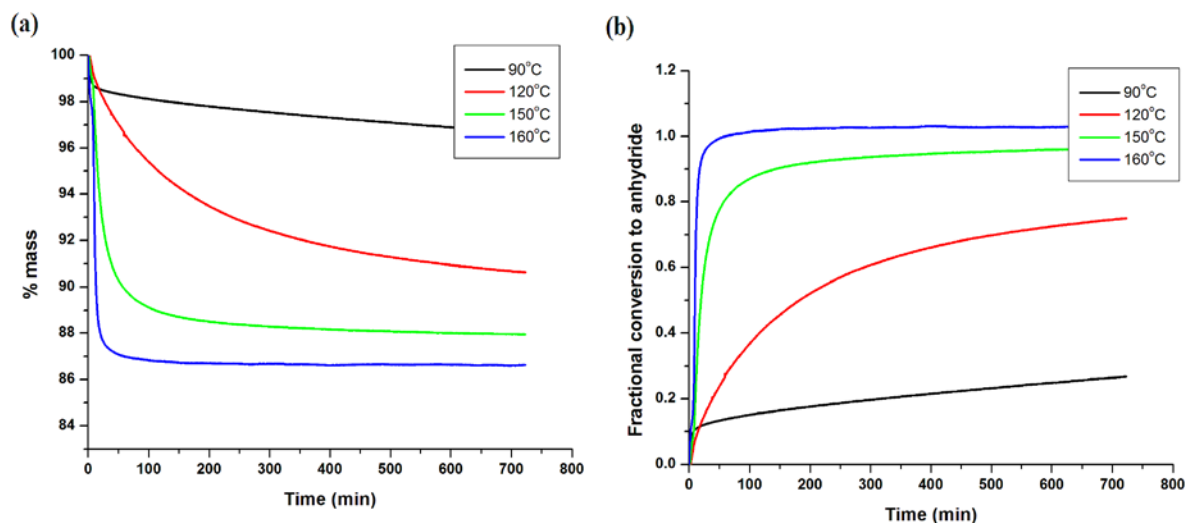 (a)
100
98
96
94
92
90
88
86
84
% mass
0 100 200 300 400 500 600 700 800
Time (min)
90°C
120°C
150°C
160°C
(b)
1.2
1.0
0.8
0.6
0.4
0.2
0.0
Fractional conversion to anhydride
0 100 200 300 400 500 600 700 800
Time (min)
90°C
120°C
150°C
160°C